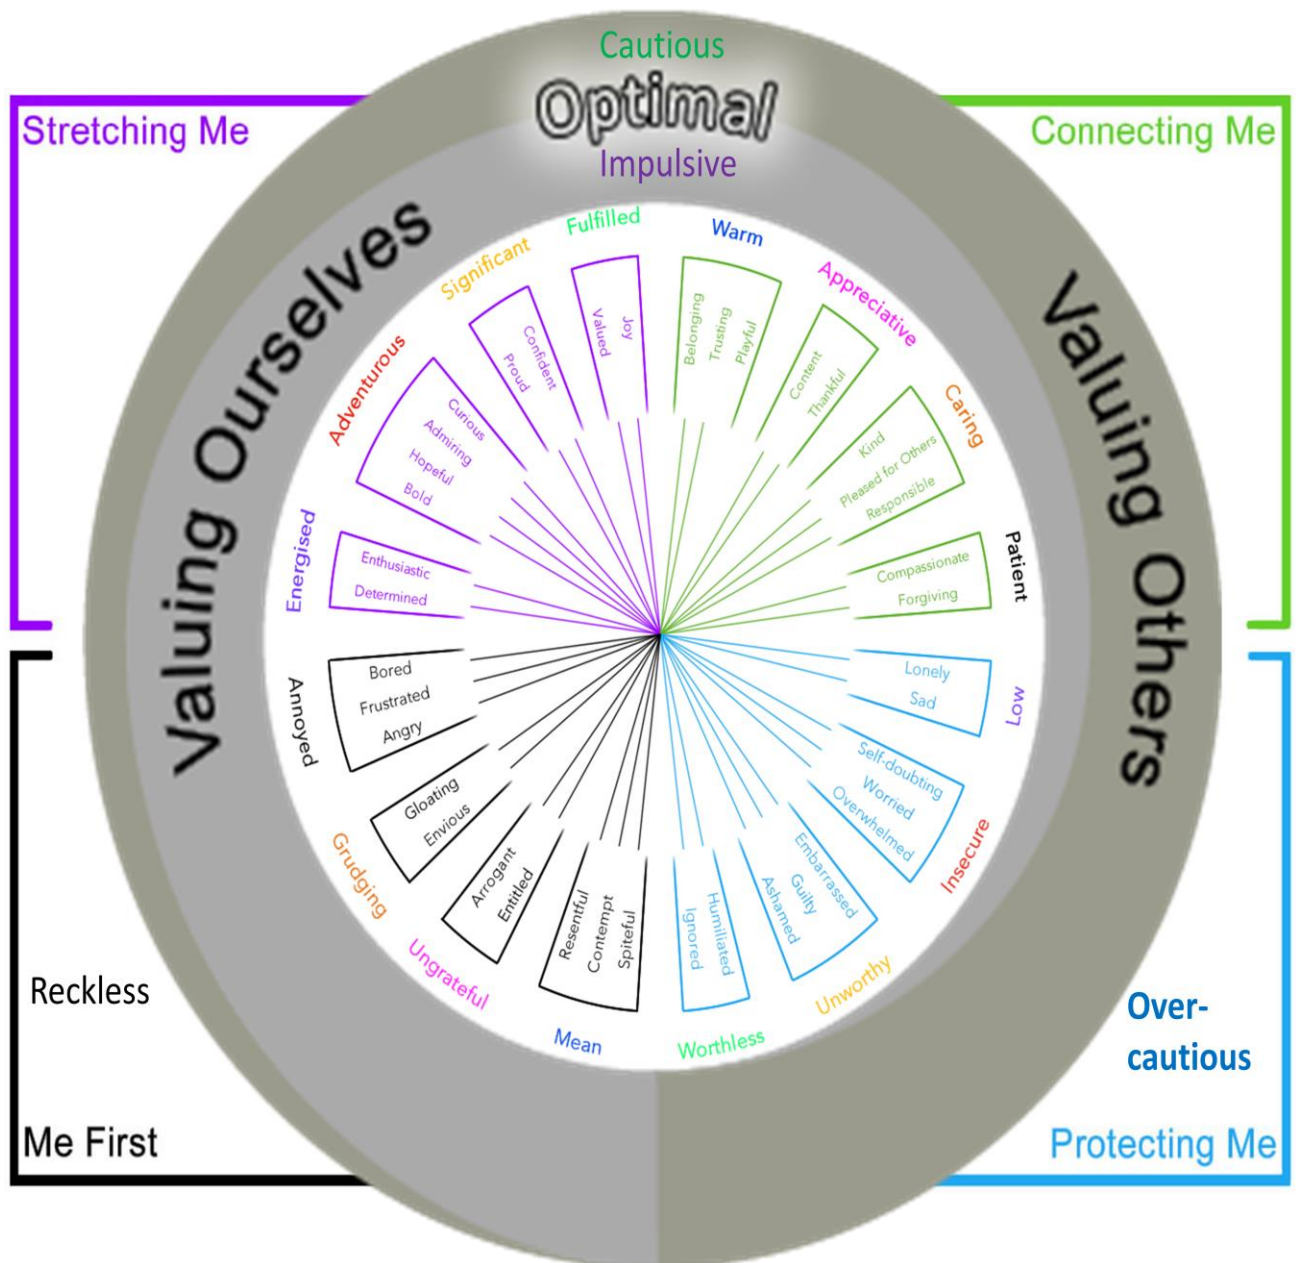 Cautious
Optimal
Impulsive
Stretching Me
Connecting Me
Valuing Ourselves
Valuing Others
Fulfilled
Valued
Joy
Significant
Proud
Confident
Adventurous
Curious
Admiring
Hopeful
Bold
Energised
Enthusiastic
Determined
Warm
Belonging
Trusting
Playful
Appreciative
Content
Thankful
Caring
Kind
Pleased for Others
Responsible
Patient
Compassionate
Forgiving
Low
Lonely
Sad
Insecure
Self-doubting
Worried
Overwhelmed
Unworthy
Embarrassed
Guilty
Ashamed
Worthless
Humiliated
Ignored
Mean
Resentful
Contempt
Spiteful
Ungrateful
Arrogant
Entitled
Grudging
Gloating
Envious
Annoyed
Bored
Frustrated
Angry
Reckless
Me First
Over-
cautious
Protecting Me